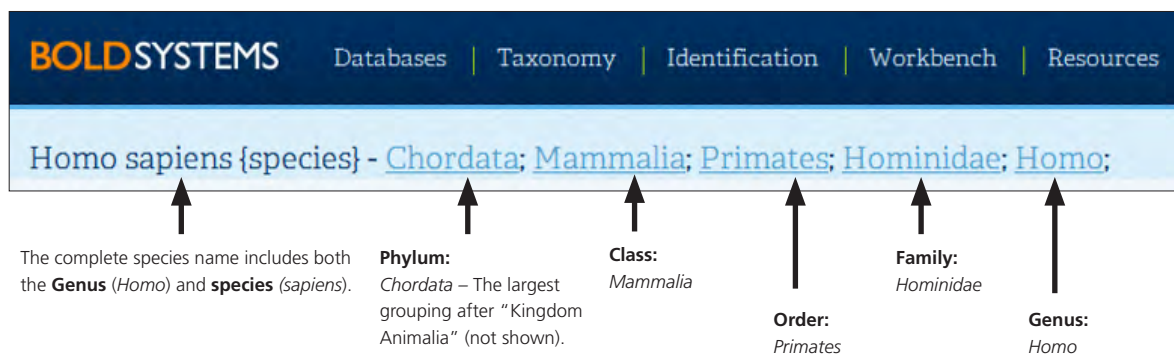 BOLDSYSTEMS Databases | Taxonomy | Identification | Workbench | Resources
Homo sapiens {species} - Chordata; Mammalia; Primates; Hominidae; Homo;
The complete species name includes both
the Genus (Homo) and species (sapiens).
Phylum:
Chordata – The largest
grouping after “Kingdom
Animalia” (not shown).
Class:
Mammalia
Order:
Primates
Family:
Hominidae
Genus:
Homo